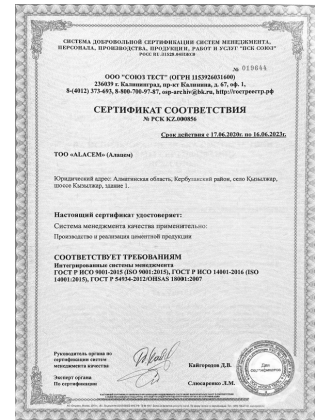 СИСТЕМА ДОБРОВОЛЬНОЙ СЕРТИФИКАЦИИ СИСТЕМ МЕНЕДЖМЕНТА,
ПЕРСОНАЛА, ПРОИЗВОДСТВА, ПРОДУКЦИИ, РАБОТ И УСЛУГ "ПСК СОЮЗ"
№ 019644
ООО "СОЮЗ ТЕСТ" (ОГРН 1153926031600)
236039 г. Калининград, пр-кт Калинина, д. 67, оф. 1,
8-(4012) 373-693, 8-800-700-97-87, osp-archiv@bk.ru, http://гостреестр.рф
СЕРТИФИКАТ СООТВЕТСТВИЯ
№ РСК KZ.000856
Срок действия с 17.06.2020г. по 16.06.2023г.
ТОО «ALACEM» (Алацем)
Юридический адрес: Алматинская область, Кербулакский район, село Қызылжар,
шоссе Қызылжар, здание 1.
Настоящий сертификат удостоверяет:
Система менеджмента качества применительно:
Производство и реализация цементной продукции
СООТВЕТСТВУЕТ ТРЕБОВАНИЯМ
Интегрированные системы менеджмента
ГОСТ Р ИСО 9001-2015 (ISO 9001:2015), ГОСТ Р ИСО 14001-2016 (ISO
14001:2015), ГОСТ Р 54934-2012/OHSAS 18001:2007
Руководитель органа по
сертификации систем
менеджмента качества
Кайгородов Д.В.
Эксперт органа
По сертификации
Слюсаренко Л.М.
Для
сертификатов